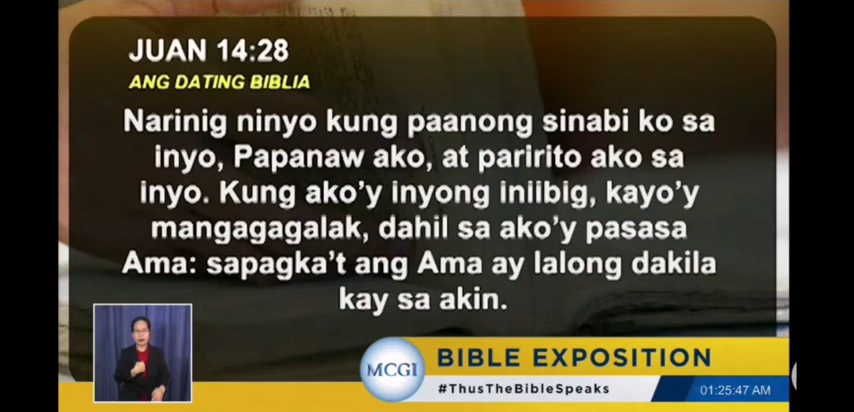 JUAN 14:28
ANG DATING BIBLIA
Narinig ninyo kung paanong sinabi ko sa
inyo, Papanaw ako, at paririto ako sa
inyo. Kung ako'y inyong iniibig, kayo'y
mangagagalak, dahil sa ako'y pasasa
Ama: sapagka't ang Ama ay lalong dakila
kay sa akin.
MCGI
BIBLE EXPOSITION
#ThusTheBibleSpeaks
01:25:47 AM